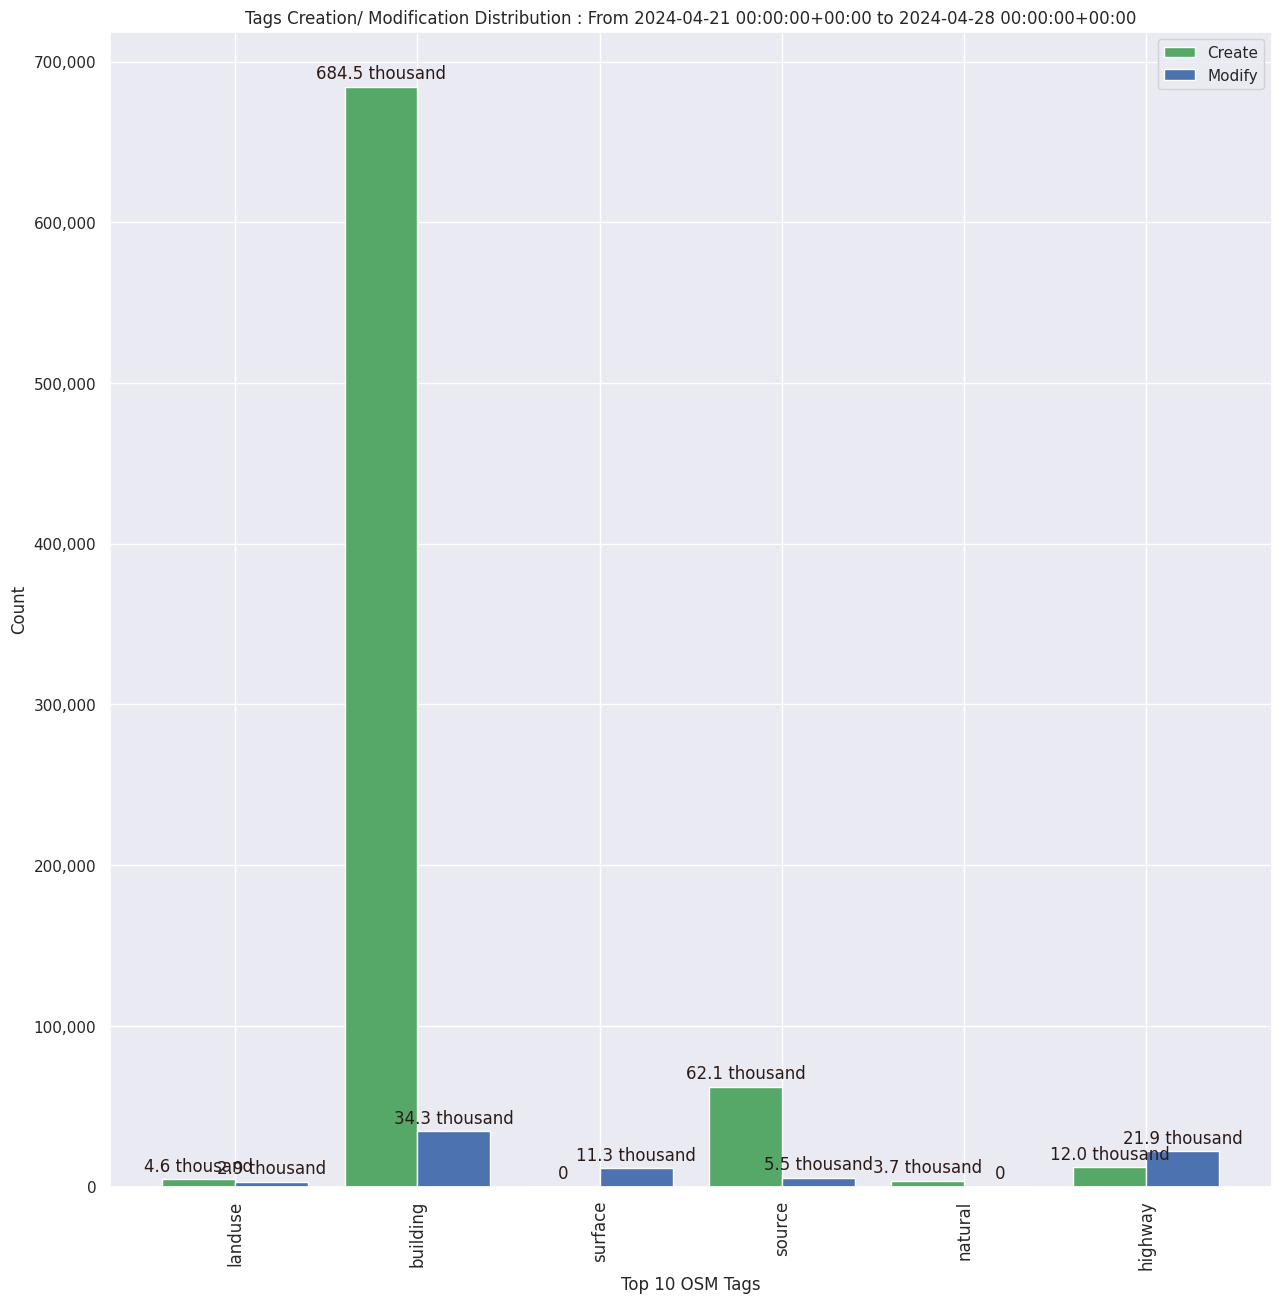 Tags Creation/ Modification Distribution : From 2024-04-21 00:00:00+00:00 to 2024-04-28 00:00:00+00:00
Create
Modify
700,000
600,000
500,000
400,000
300,000
200,000
100,000
0
Count
4.6 thousand
2.9 thousand
684.5 thousand
34.3 thousand
0
11.3 thousand
62.1 thousand
5.5 thousand
3.7 thousand
0
12.0 thousand
21.9 thousand
landuse
building
surface
source
natural
highway
Top 10 OSM Tags